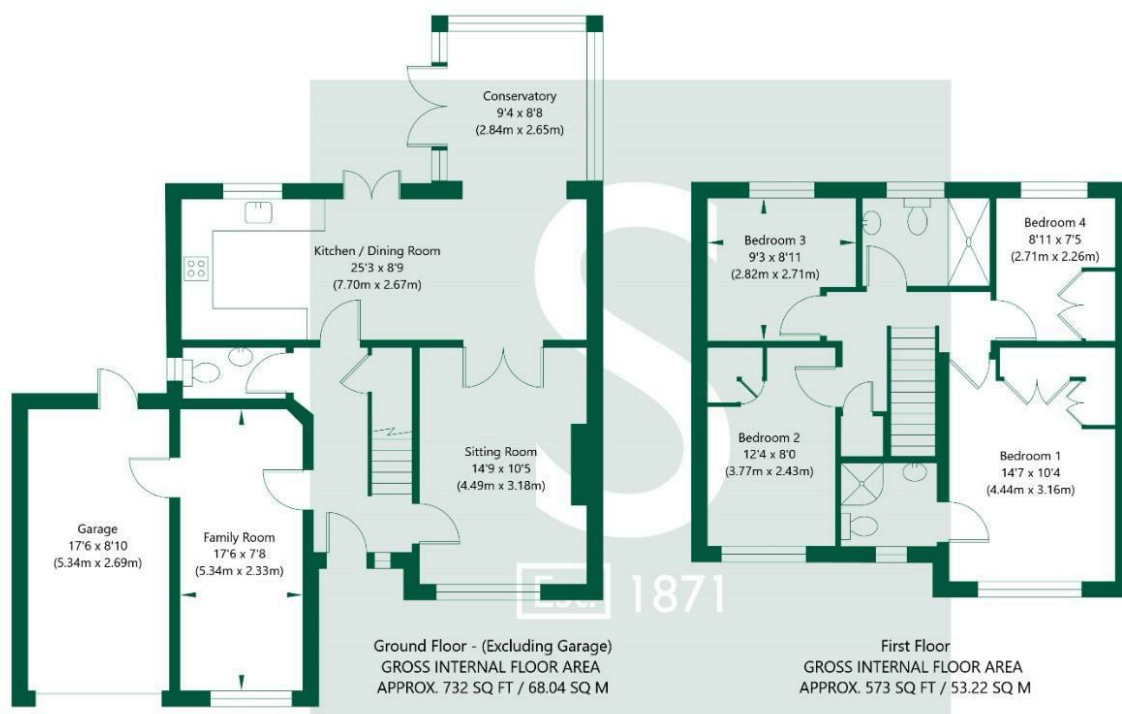 Conservatory
9'4 x 8'8
(2.84m x 2.65m)
Kitchen / Dining Room
25'3 x 8'9
(7.70m x 2.67m)
Sitting Room
14'9 x 10'5
(4.49m x 3.18m)
Garage
17'6 x 8'10
(5.34m x 2.69m)
Family Room
17'6 x 7'8
(5.34m x 2.33m)
Ground Floor - (Excluding Garage)
GROSS INTERNAL FLOOR AREA
APPROX. 732 SQ FT / 68.04 SQ M
Bedroom 3
9'3 x 8'11
(2.82m x 2.71m)
Bedroom 4
8'11 x 7'5
(2.71m x 2.26m)
Bedroom 2
12'4 x 8'0
(3.77m x 2.43m)
Bedroom 1
14'7 x 10'4
(4.44m x 3.16m)
First Floor
GROSS INTERNAL FLOOR AREA
APPROX. 573 SQ FT / 53.22 SQ M
S
Est. 1871